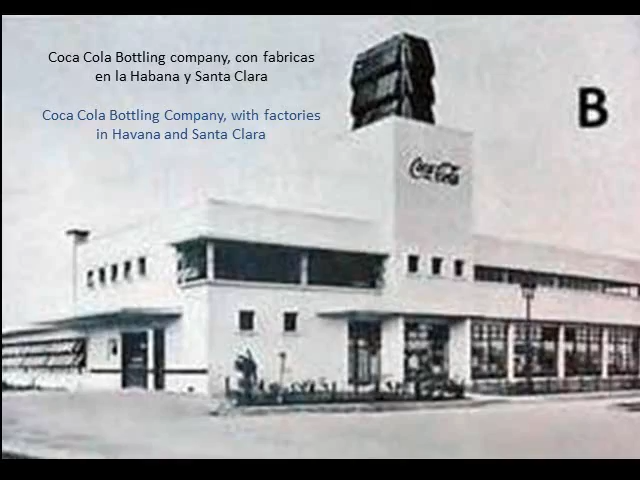 Coca Cola Bottling company, con fabricas
en la Habana y Santa Clara
Coca Cola Bottling Company, with factories
in Havana and Santa Clara
B
Coca-Cola